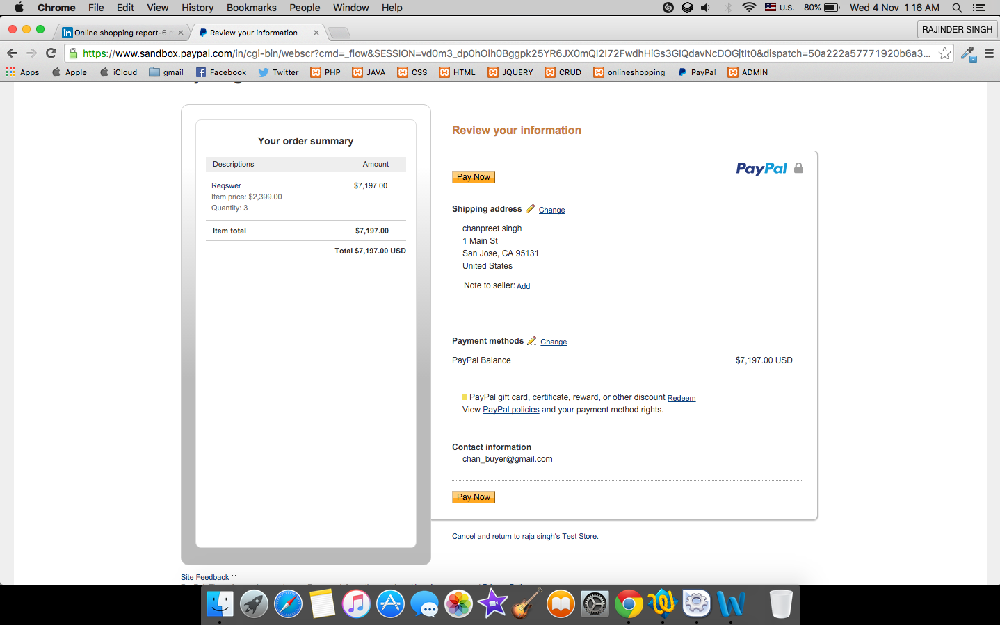 Chrome File Edit View History Bookmarks People Window Help U.S. 80% Wed 4 Nov 1 16 AM
in Online shopping report-6 Review your information RAJINDER SINGH
https://www.sandbox.paypal.com/in/cgi-bin/webscr?cmd=_flow&SESSION=
Apps Apple iCloud gmail Facebook Twitter PHP JAVA CSS HTML JQUERY CRUD onlineshopping PayPal ADMIN
Your order summary
Descriptions Amount
Reqswer $7,197.00
Item price: $2,399.00
Quantity: 3
Item total $7,197.00
Total $7,197.00 USD
Review your information
PayPal
Pay Now
Shipping address Change
chanpreet singh
1 Main St
San Jose, CA 95131
United States
Note to seller: Add
Payment methods Change
PayPal Balance $7,197.00 USD
PayPal gift card, certificate, reward, or other discount Redeem
View PayPal policies and your payment method rights.
Contact information
chan_buyer@gmail.com
Pay Now
Cancel and return to raja singh's Test Store.
Site Feedback [-]